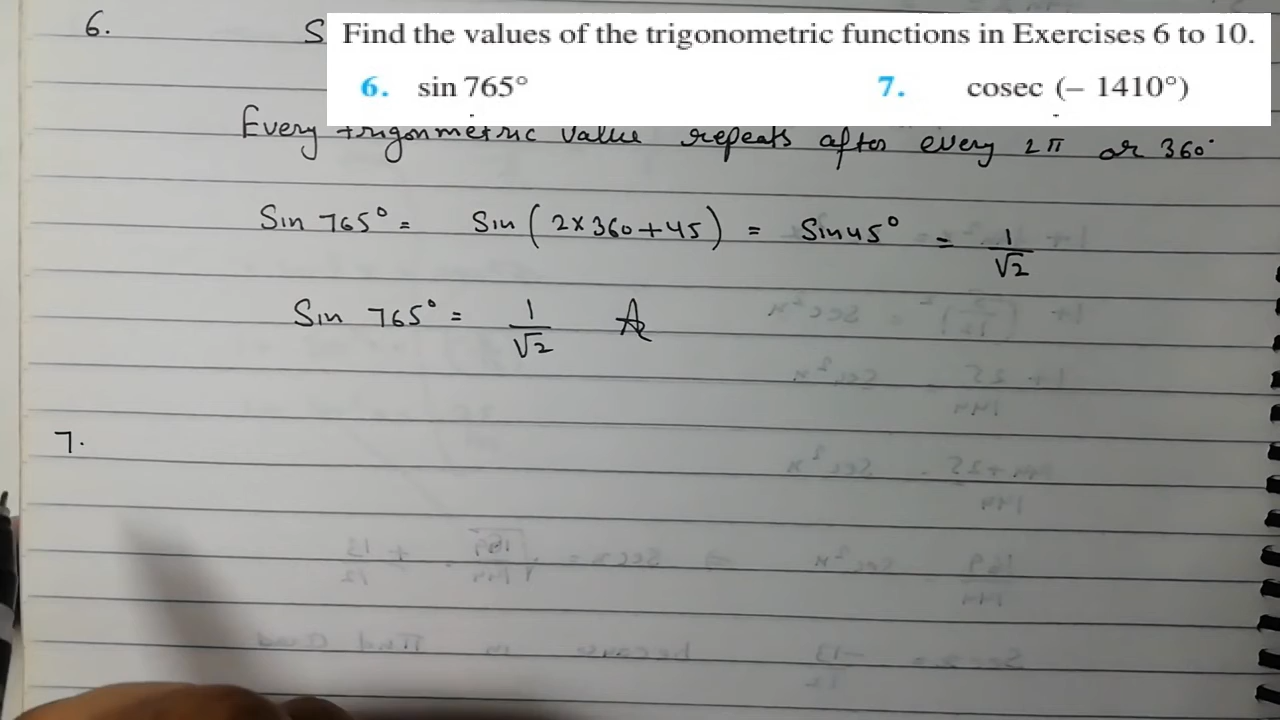 6. S
Find the values of the trigonometric functions in Exercises 6 to 10.
6. sin 765° 7. cosec (– 1410°)
Every trigonmetric value repeats after every 2π or 360°
Sin 765° = Sin (2×360+45) = Sin45° = 1/√2
Sin 765° = 1/√2 A
7.